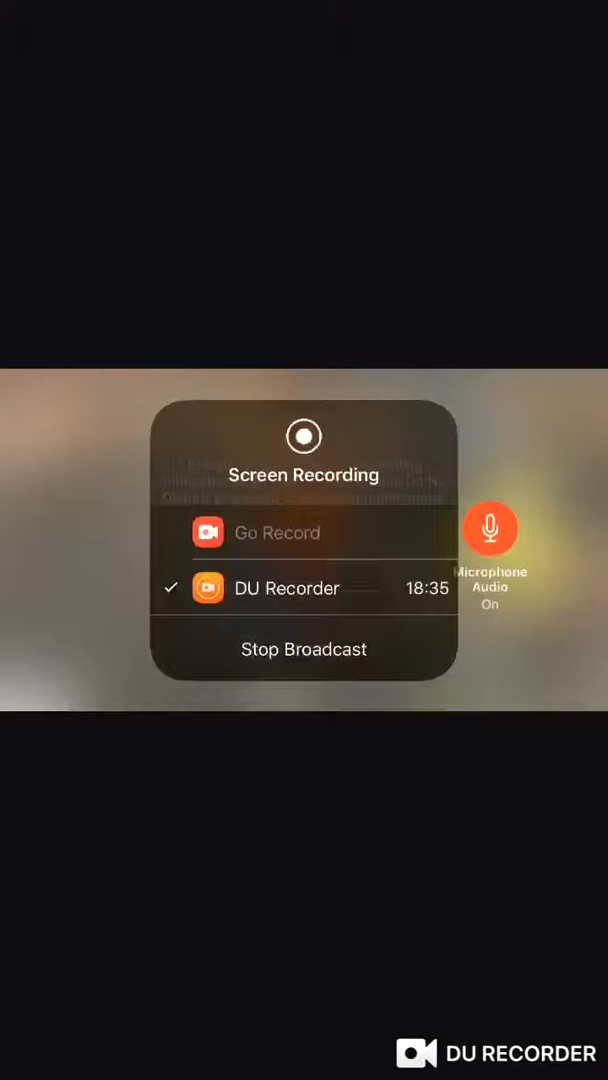 Screen Recording
Go Record
DU Recorder 18:35
Microphone
Audio
On
Stop Broadcast
DU RECORDER